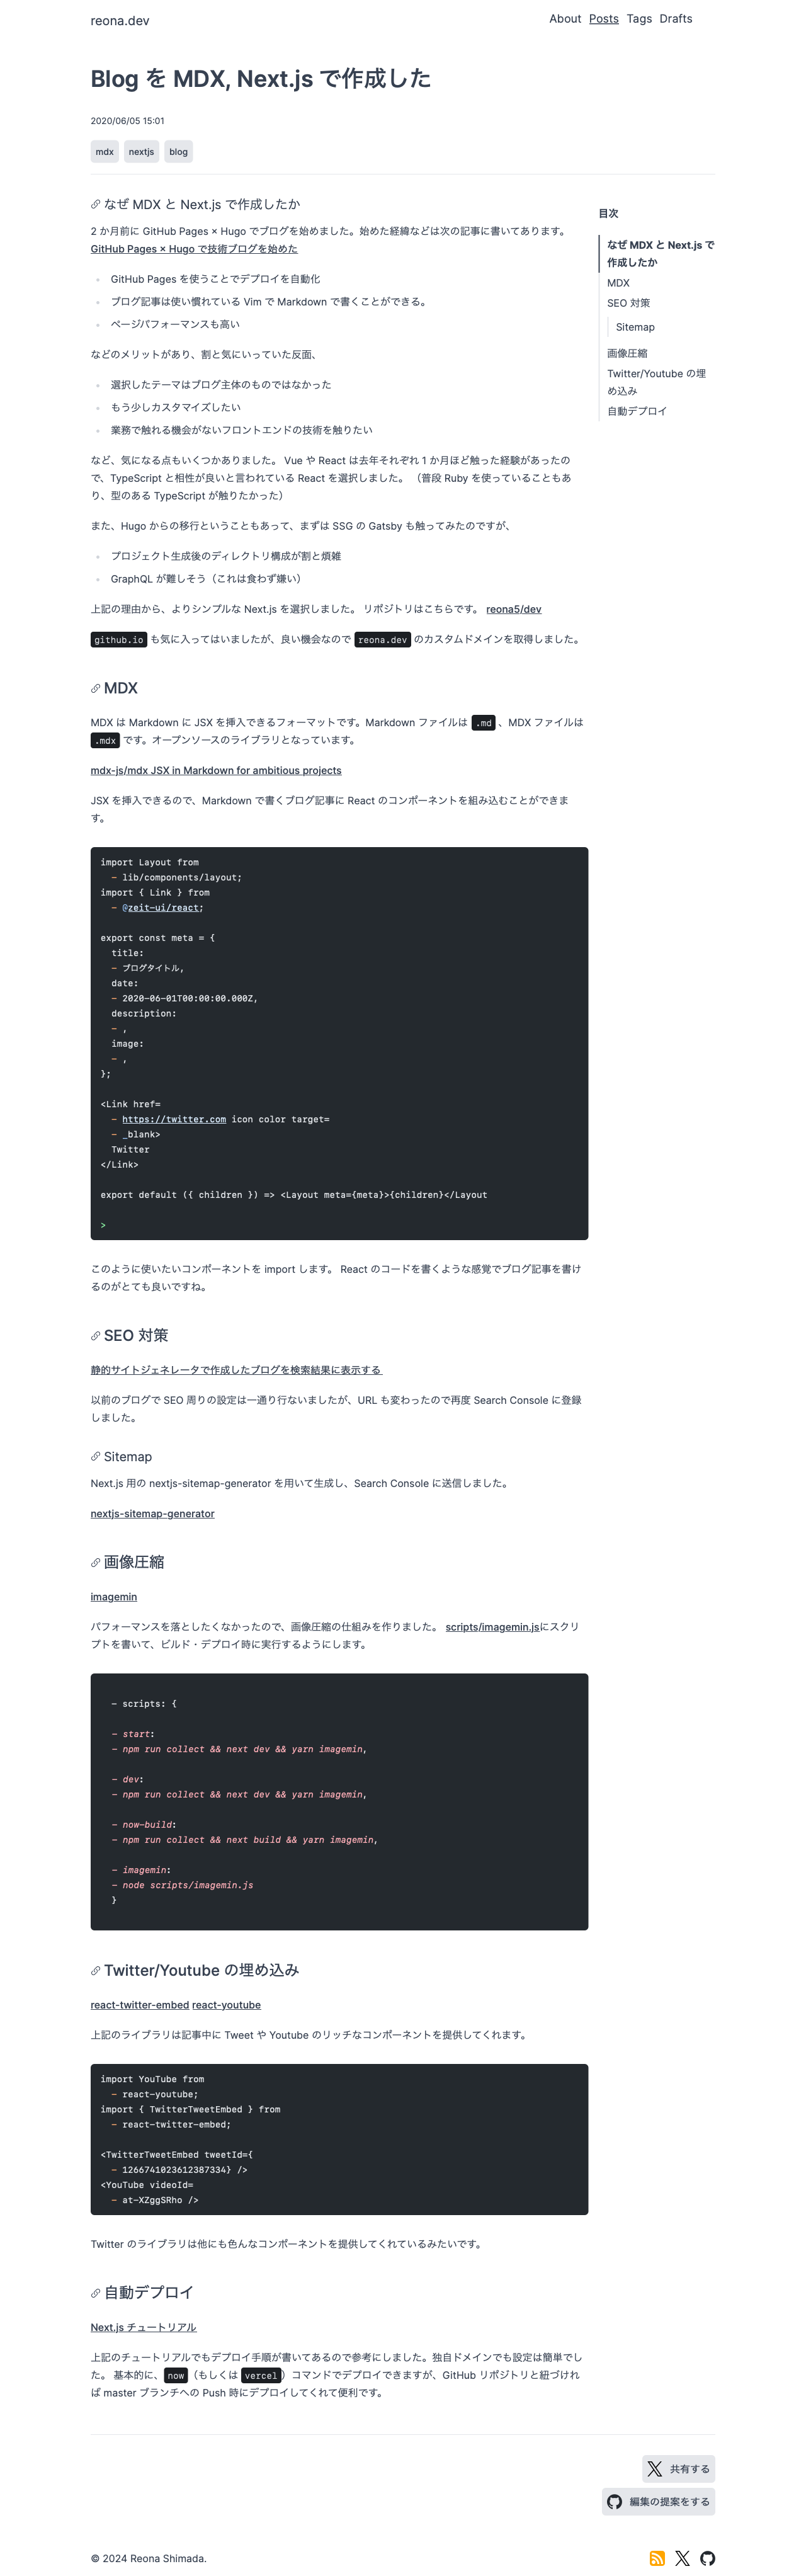 reona.dev
About Posts Tags Drafts
Blog を MDX, Next.js で作成した
2020/06/05 15:01
mdx nextjs blog
なぜ MDX と Next.js で作成したか
2 か月前に GitHub Pages × Hugo でブログを始めました。始めた経緯などは次の記事に書いてあります。
GitHub Pages × Hugo で技術ブログを始めた
GitHub Pages を使うことでデプロイを自動化
ブログ記事は使い慣れている Vim で Markdown で書くことができる。
ページパフォーマンスも高い
などのメリットがあり、割と気にいっていた反面、
選択したテーマはブログ主体のものではなかった
もう少しカスタマイズしたい
業務で触れる機会がないフロントエンドの技術を触りたい
など、気になる点もいくつかありました。 Vue や React は去年それぞれ 1 か月ほど触った経験があったの
で、TypeScript と相性が良いと言われている React を選択しました。 （普段 Ruby を使っていることもあ
り、型のある TypeScript が触りたかった）
また、Hugo からの移行ということもあって、まずは SSG の Gatsby も触ってみたのですが、
プロジェクト生成後のディレクトリ構成が割と煩雑
GraphQL が難しそう（これは食わず嫌い）
上記の理由から、よりシンプルな Next.js を選択しました。 リポジトリはこちらです。 reona5/dev
github.io も気に入ってはいましたが、良い機会なので reona.dev のカスタムドメインを取得しました。
目次
なぜ MDX と Next.js で
作成したか
MDX
SEO 対策
Sitemap
画像圧縮
Twitter/Youtube の埋
め込み
自動デプロイ
MDX
MDX は Markdown に JSX を挿入できるフォーマットです。Markdown ファイルは .md 、MDX ファイルは
.mdx です。オープンソースのライブラリとなっています。
mdx-js/mdx JSX in Markdown for ambitious projects
JSX を挿入できるので、Markdown で書くブログ記事に React のコンポーネントを組み込むことができま
す。
import Layout from
- lib/components/layout;
import { Link } from
- @zeit-ui/react;
export const meta = {
title:
- ブログタイトル,
date:
- 2020-06-01T00:00:00.000Z,
description:
- ,
image:
- ,
};
<Link href=
- https://twitter.com icon color target=
- _blank>
Twitter
</Link>
export default ({ children }) => <Layout meta={meta}>{children}</Layout
>
このように使いたいコンポーネントを import します。 React のコードを書くような感覚でブログ記事を書け
るのがとても良いですね。
SEO 対策
静的サイトジェネレータで作成したブログを検索結果に表示する
以前のブログで SEO 周りの設定は一通り行ないましたが、URL も変わったので再度 Search Console に登録
しました。
Sitemap
Next.js 用の nextjs-sitemap-generator を用いて生成し、Search Console に送信しました。
nextjs-sitemap-generator
画像圧縮
imagemin
パフォーマンスを落としたくなかったので、画像圧縮の仕組みを作りました。 scripts/imagemin.jsにスクリ
プトを書いて、ビルド・デプロイ時に実行するようにします。
- scripts: {
- start:
- npm run collect && next dev && yarn imagemin,
- dev:
- npm run collect && next dev && yarn imagemin,
- now-build:
- npm run collect && next build && yarn imagemin,
- imagemin:
- node scripts/imagemin.js
}
Twitter/Youtube の埋め込み
react-twitter-embed react-youtube
上記のライブラリは記事中に Tweet や Youtube のリッチなコンポーネントを提供してくれます。
import YouTube from
- react-youtube;
import { TwitterTweetEmbed } from
- react-twitter-embed;
<TwitterTweetEmbed tweetId={
- 1266741023612387334} />
<YouTube videoId=
- at-XZggSRho />
Twitter のライブラリは他にも色んなコンポーネントを提供してくれているみたいです。
自動デプロイ
Next.js チュートリアル
上記のチュートリアルでもデプロイ手順が書いてあるので参考にしました。独自ドメインでも設定は簡単でし
た。 基本的に、 now （もしくは vercel ）コマンドでデプロイできますが、GitHub リポジトリと紐づけれ
ば master ブランチへの Push 時にデプロイしてくれて便利です。
共有する
編集の提案をする
© 2024 Reona Shimada.